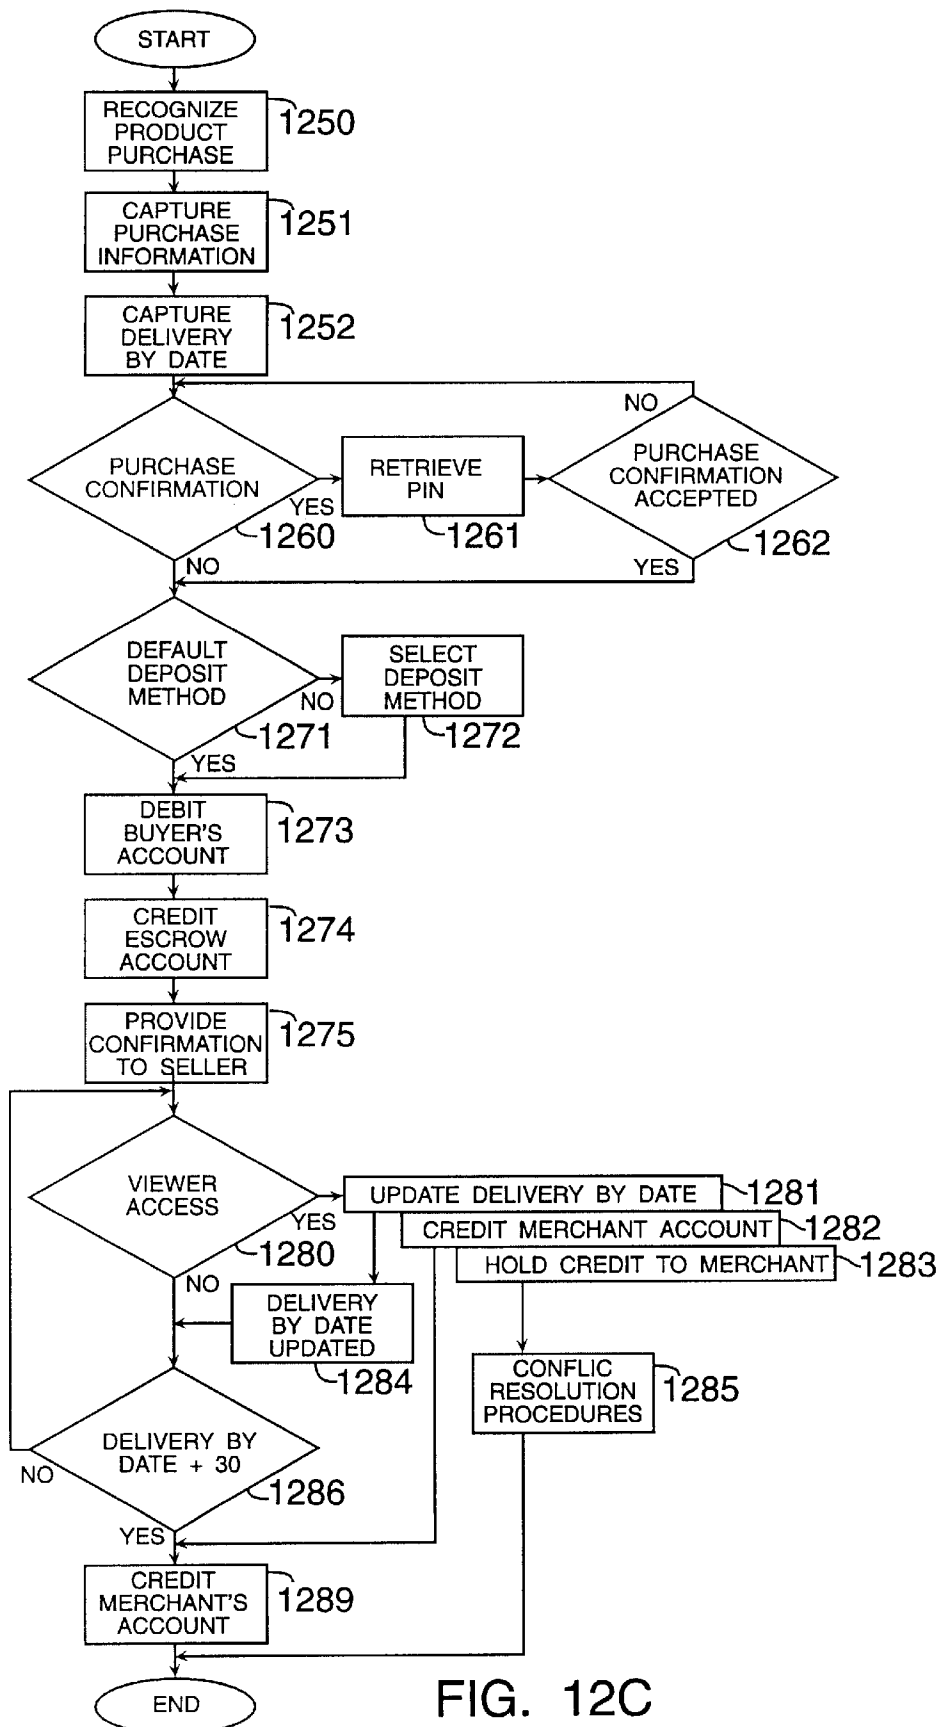 START
RECOGNIZE
PRODUCT
PURCHASE
1250
CAPTURE
PURCHASE
INFORMATION
1251
CAPTURE
DELIVERY
BY DATE
1252
PURCHASE
CONFIRMATION
YES
1260
NO
RETRIEVE
PIN
1261
NO
PURCHASE
CONFIRMATION
ACCEPTED
1262
YES
DEFAULT
DEPOSIT
METHOD
NO
1271
YES
SELECT
DEPOSIT
METHOD
1272
DEBIT
BUYER'S
ACCOUNT
1273
CREDIT
ESCROW
ACCOUNT
1274
PROVIDE
CONFIRMATION
TO SELLER
1275
VIEWER
ACCESS
YES
1280
NO
UPDATE DELIVERY BY DATE
1281
CREDIT MERCHANT ACCOUNT
1282
HOLD CREDIT TO MERCHANT
1283
DELIVERY
BY DATE
UPDATED
1284
CONFLIC
RESOLUTION
PROCEDURES
1285
DELIVERY BY
DATE + 30
NO
1286
YES
CREDIT
MERCHANT'S
ACCOUNT
1289
END
FIG. 12C